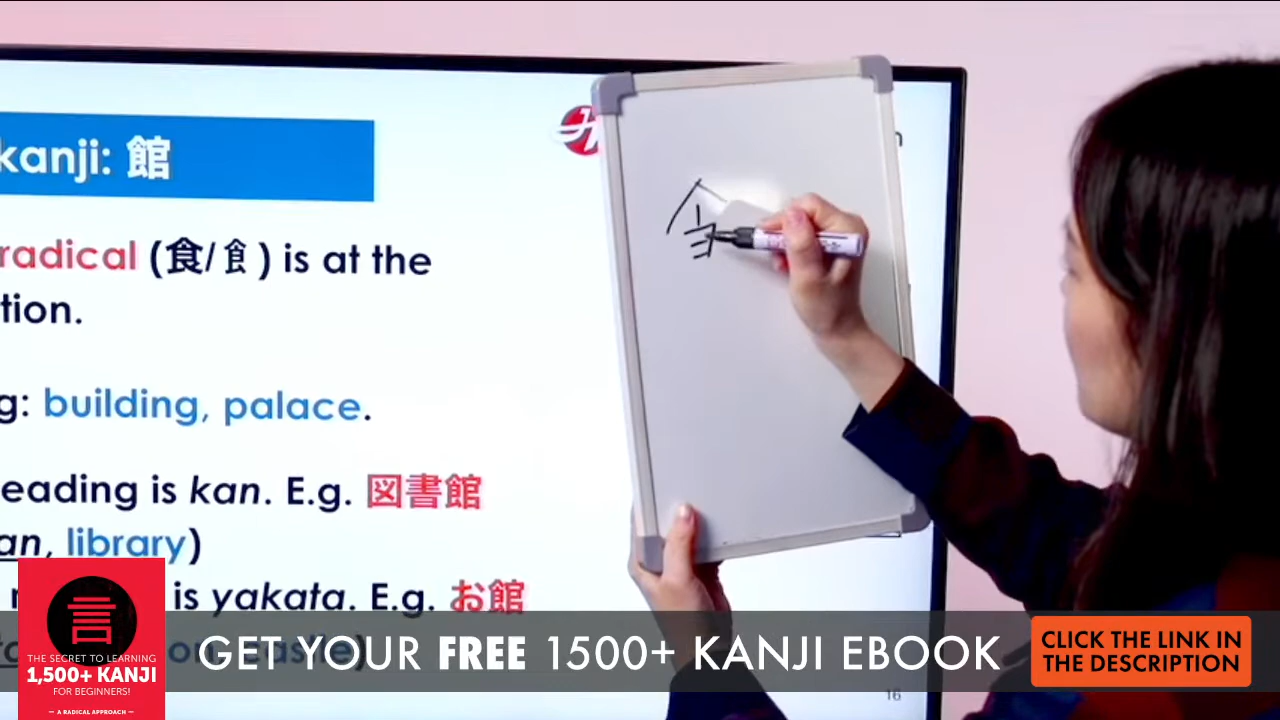 kanji: 館
radical (食/飠) is at the
tion.
g: building, palace.
eading is kan. E.g. 図書館
an, library)
is yakata. E.g. お館
castle)
16
言
THE SECRET TO LEARNING
1,500+ KANJI
FOR BEGINNERS!
— A RADICAL APPROACH —
GET YOUR FREE 1500+ KANJI EBOOK
CLICK THE LINK IN
THE DESCRIPTION